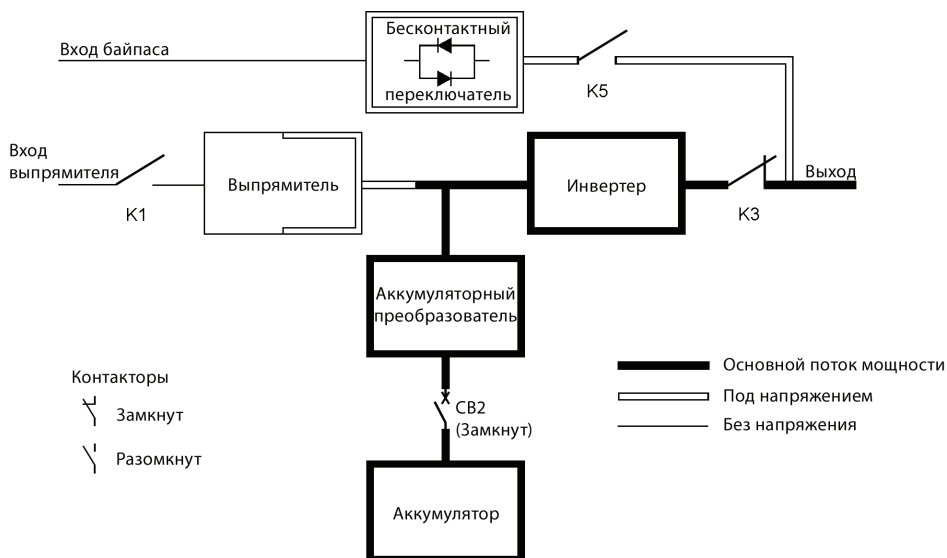 Бесконтактный
переключатель
Вход байпаса
K5
Вход
выпрямителя
K1
Выпрямитель
Инвертер
K3
Выход
Аккумуляторный
преобразователь
CB2
(Замкнут)
Аккумулятор
Контакторы
Замкнут
Разомкнут
Основной поток мощности
Под напряжением
Без напряжения